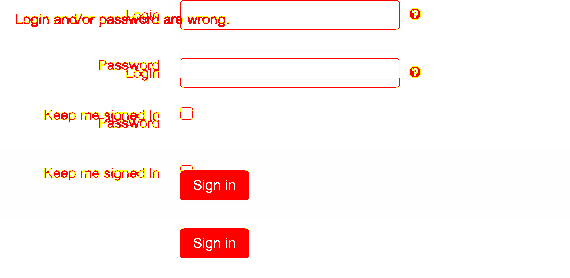 Login
Login and/or password are wrong.
Password
Login
Keep me signed In
Password
Keep me signed In
Sign in
Sign in